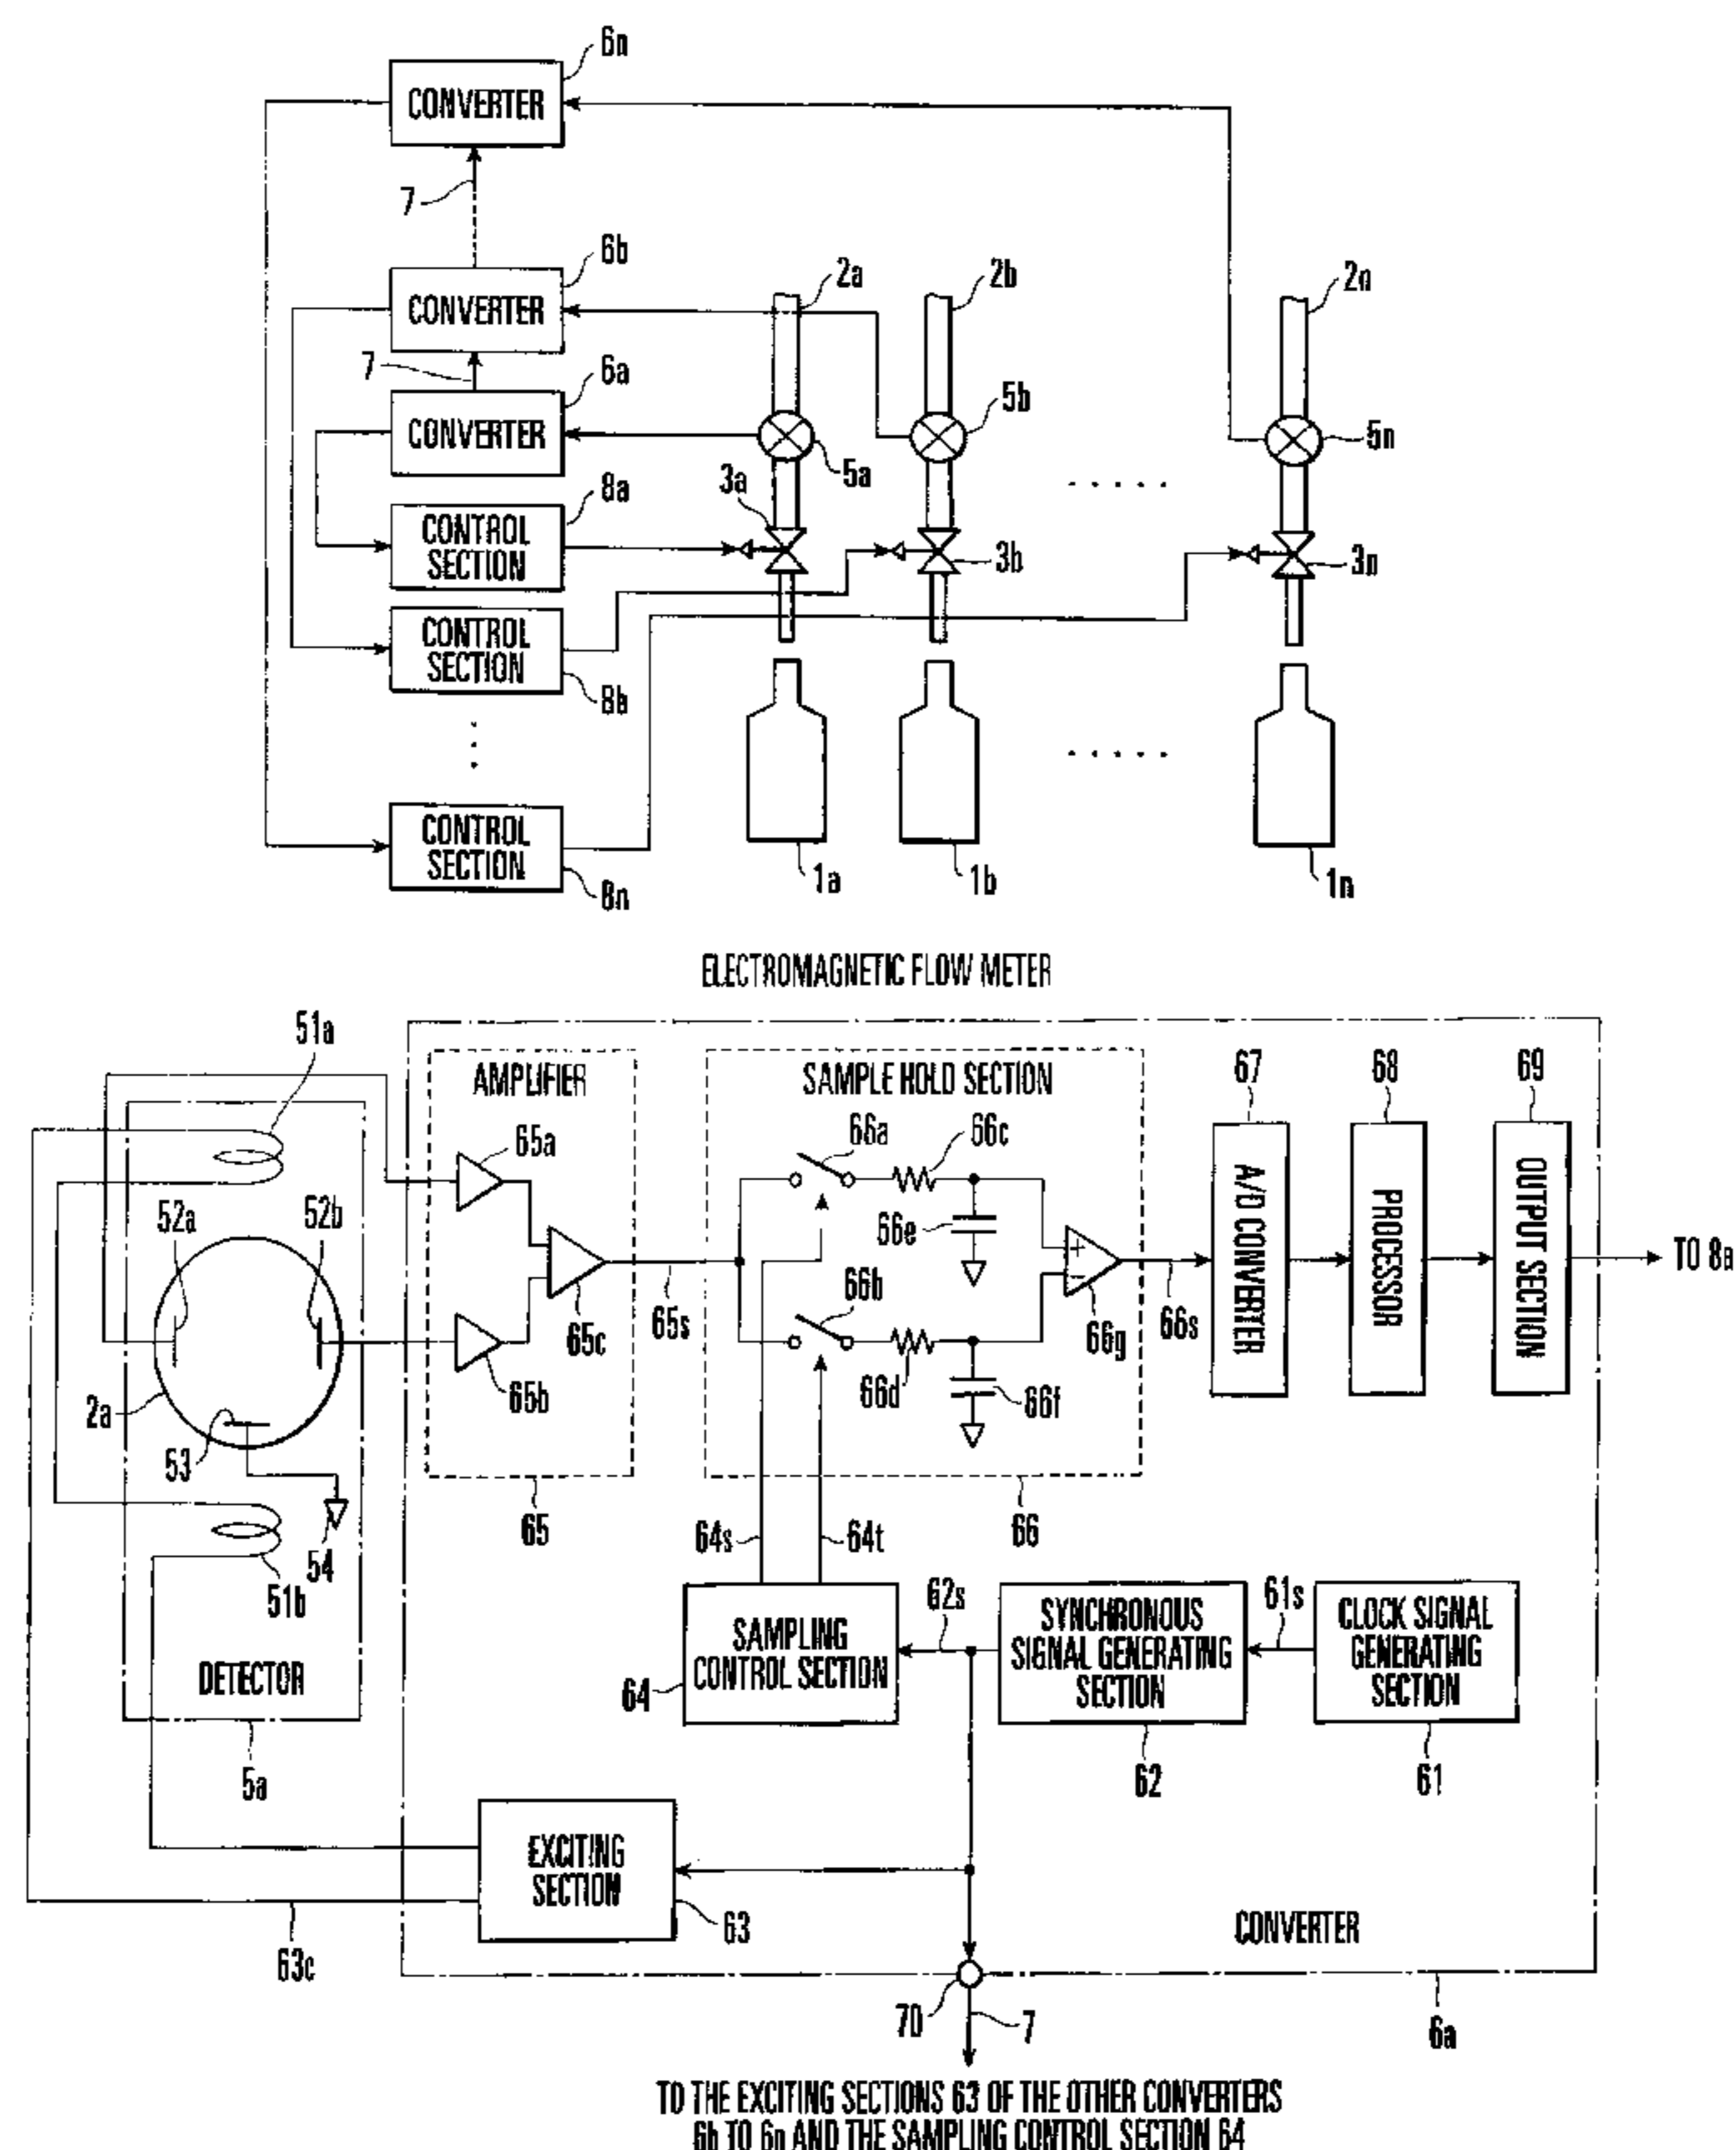 6n
CONVERTER
7
6b
CONVERTER
2a
2b
2n
7
6a
CONVERTER
5b
5n
5a
3a
8a
CONTROL
SECTION
3b
3n
CONTROL
SECTION
8b
CONTROL
SECTION
8n
1a
1b
1n
ELECTROMAGNETIC FLOW METER
51a
AMPLIFIER
SAMPLE HOLD SECTION
67
68
69
65a
66a
66c
52a
52b
66e
A/D CONVERTER
PROCESSOR
OUTPUT SECTION
TO 8a
65c
65s
66b
66g
66s
65b
66d
66f
2a
53
54
65
66
64s
64t
51b
62s
61s
SAMPLING
CONTROL SECTION
SYNCHRONOUS
SIGNAL GENERATING
SECTION
CLOCK SIGNAL
GENERATING
SECTION
DETECTOR
64
5a
62
61
EXCITING
SECTION
63
63c
CONVERTER
70
7
6a
TO THE EXCITING SECTIONS 63 OF THE OTHER CONVERTERS
6b TO 6n AND THE SAMPLING CONTROL SECTION 64